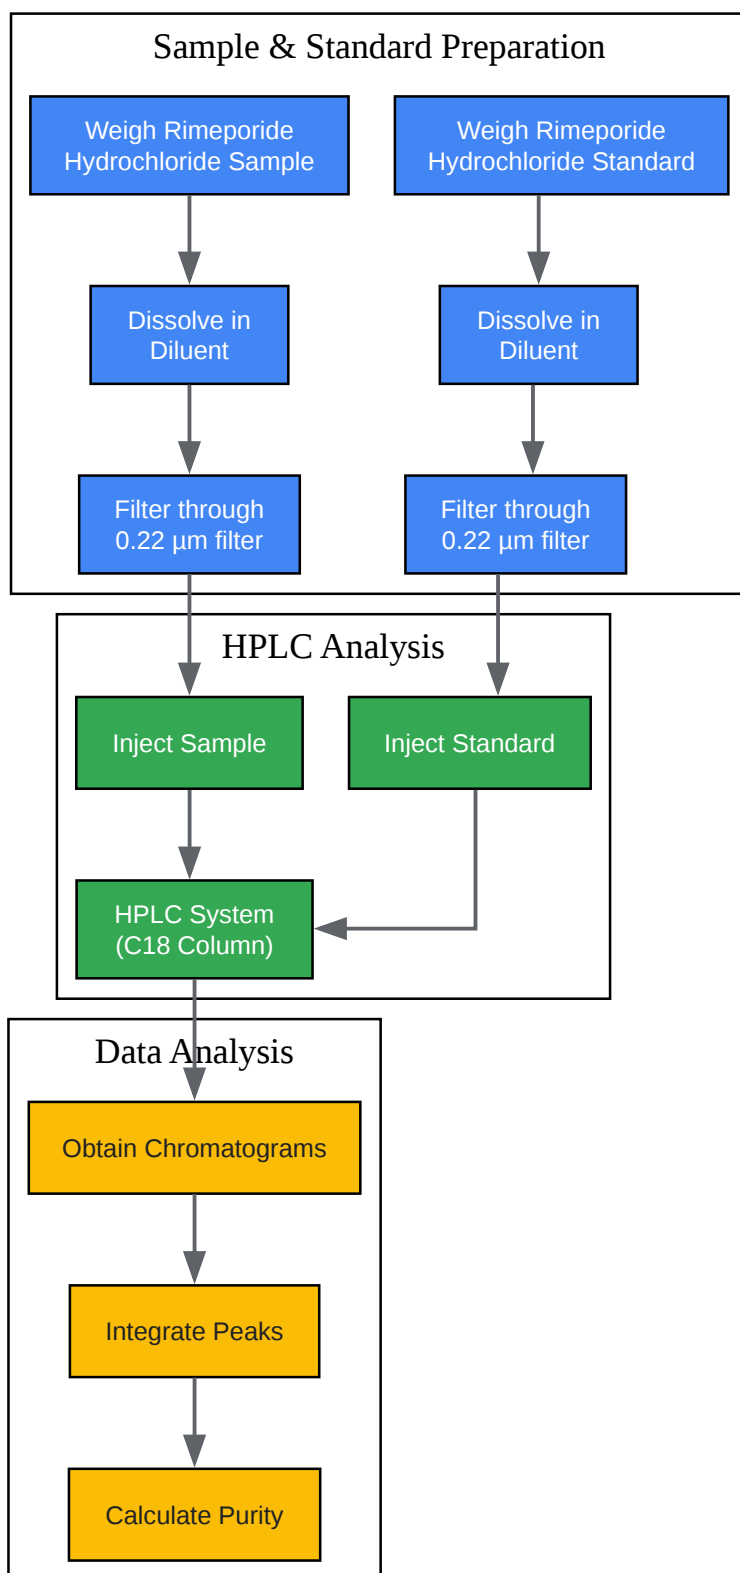 Sample & Standard Preparation
Weigh Rimeporide
Hydrochloride Sample
Weigh Rimeporide
Hydrochloride Standard
Dissolve in
Diluent
Dissolve in
Diluent
Filter through
0.22 µm filter
Filter through
0.22 µm filter
HPLC Analysis
Inject Sample
Inject Standard
HPLC System
(C18 Column)
Data Analysis
Obtain Chromatograms
Integrate Peaks
Calculate Purity